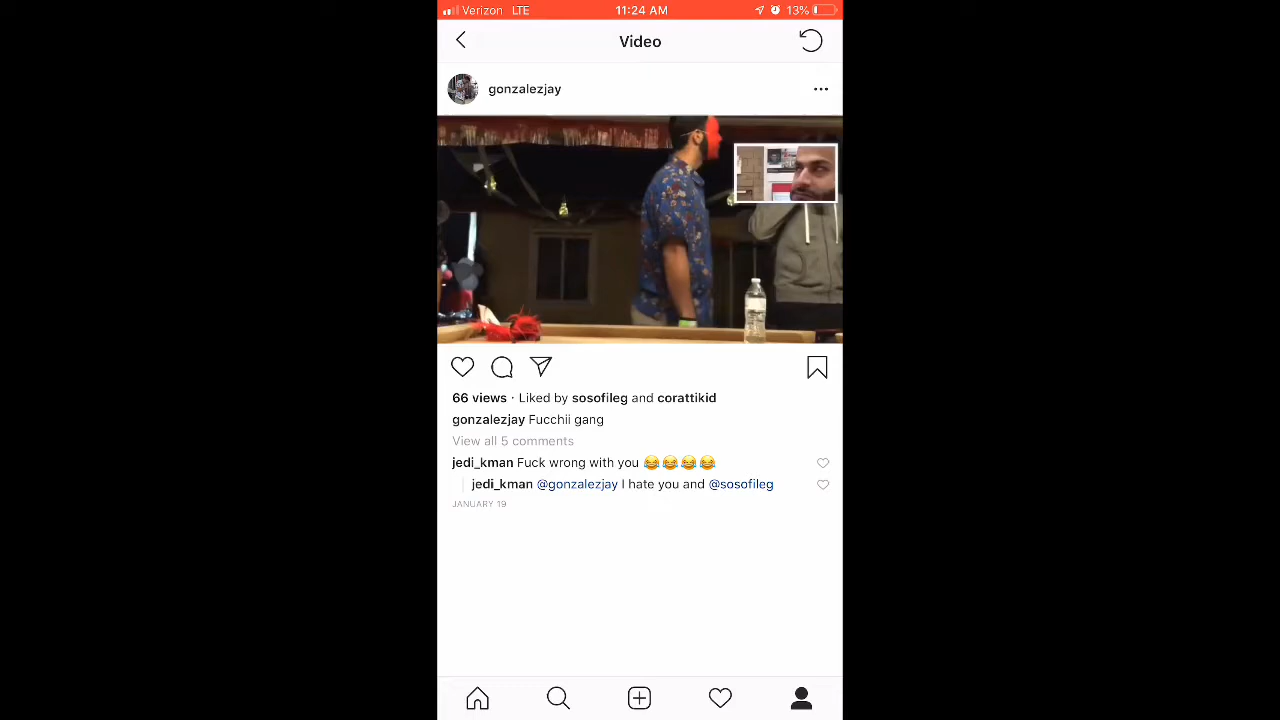 Verizon LTE 11:24 AM 13%
Video
gonzalezjay
66 views · Liked by sosofileg and corattikid
gonzalezjay Fucchii gang
View all 5 comments
jedi_kman Fuck wrong with you 😂😂😂😂
jedi_kman @gonzalezjay I hate you and @sosofileg
JANUARY 19